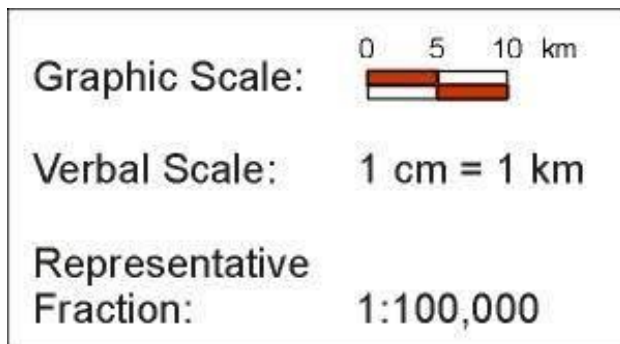 0 5 10 km
Graphic Scale:
Verbal Scale: 1 cm = 1 km
Representative
Fraction: 1:100,000